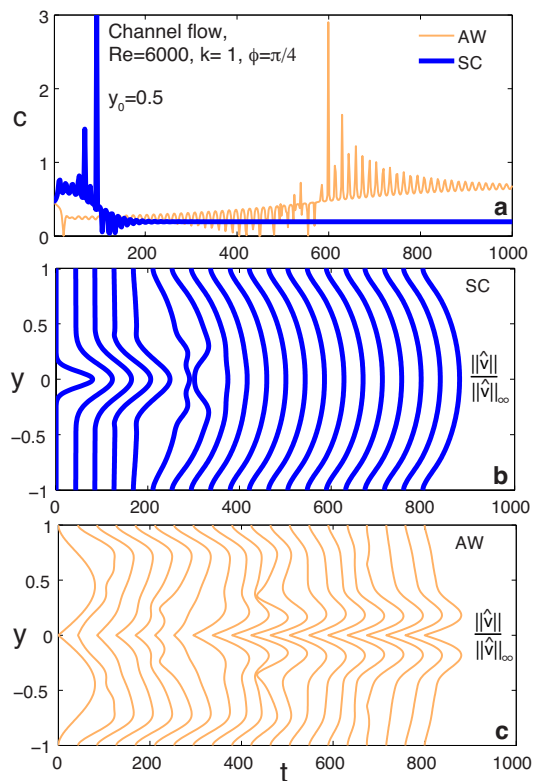 3
2
1
0
c
Channel flow,
Re=6000, k= 1, ϕ=π/4
y₀=0.5
AW
SC
a
200 400 600 800 1000
1
0.5
0
−0.5
−1
y
SC
||v̂||
||v̂||∞
b
0 200 400 600 800 1000
1
0.5
0
−0.5
−1
y
AW
||v̂||
||v̂||∞
c
0 200 400 600 800 1000
t